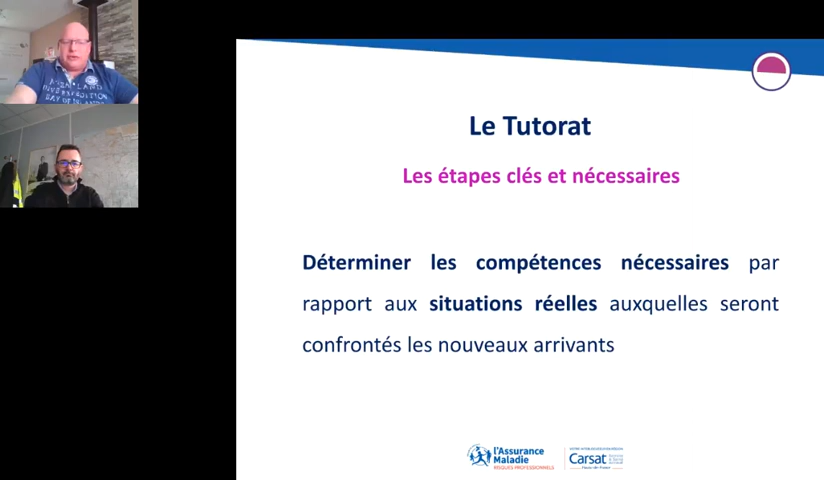 Le Tutorat
Les étapes clés et nécessaires
Déterminer les compétences nécessaires par
rapport aux situations réelles auxquelles seront
confrontés les nouveaux arrivants
l'Assurance
Maladie
RISQUES PROFESSIONNELS
Carsat